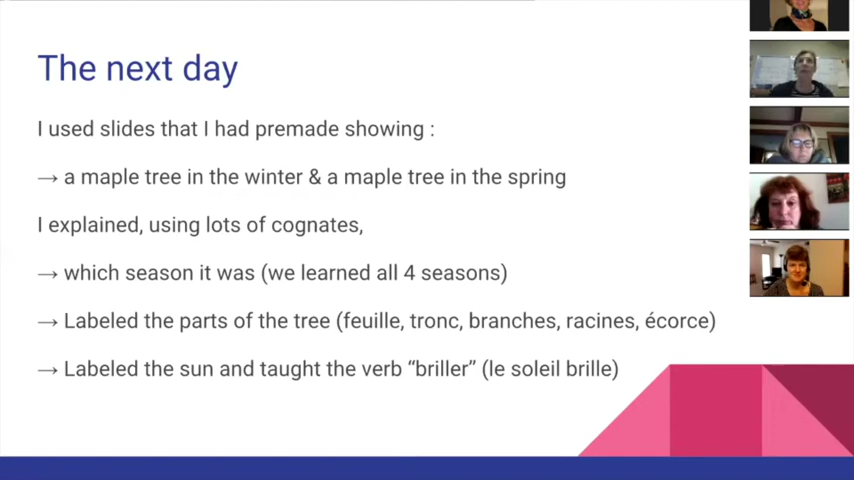 The next day
I used slides that I had premade showing :
→ a maple tree in the winter & a maple tree in the spring
I explained, using lots of cognates,
→ which season it was (we learned all 4 seasons)
→ Labeled the parts of the tree (feuille, tronc, branches, racines, écorce)
→ Labeled the sun and taught the verb “briller” (le soleil brille)